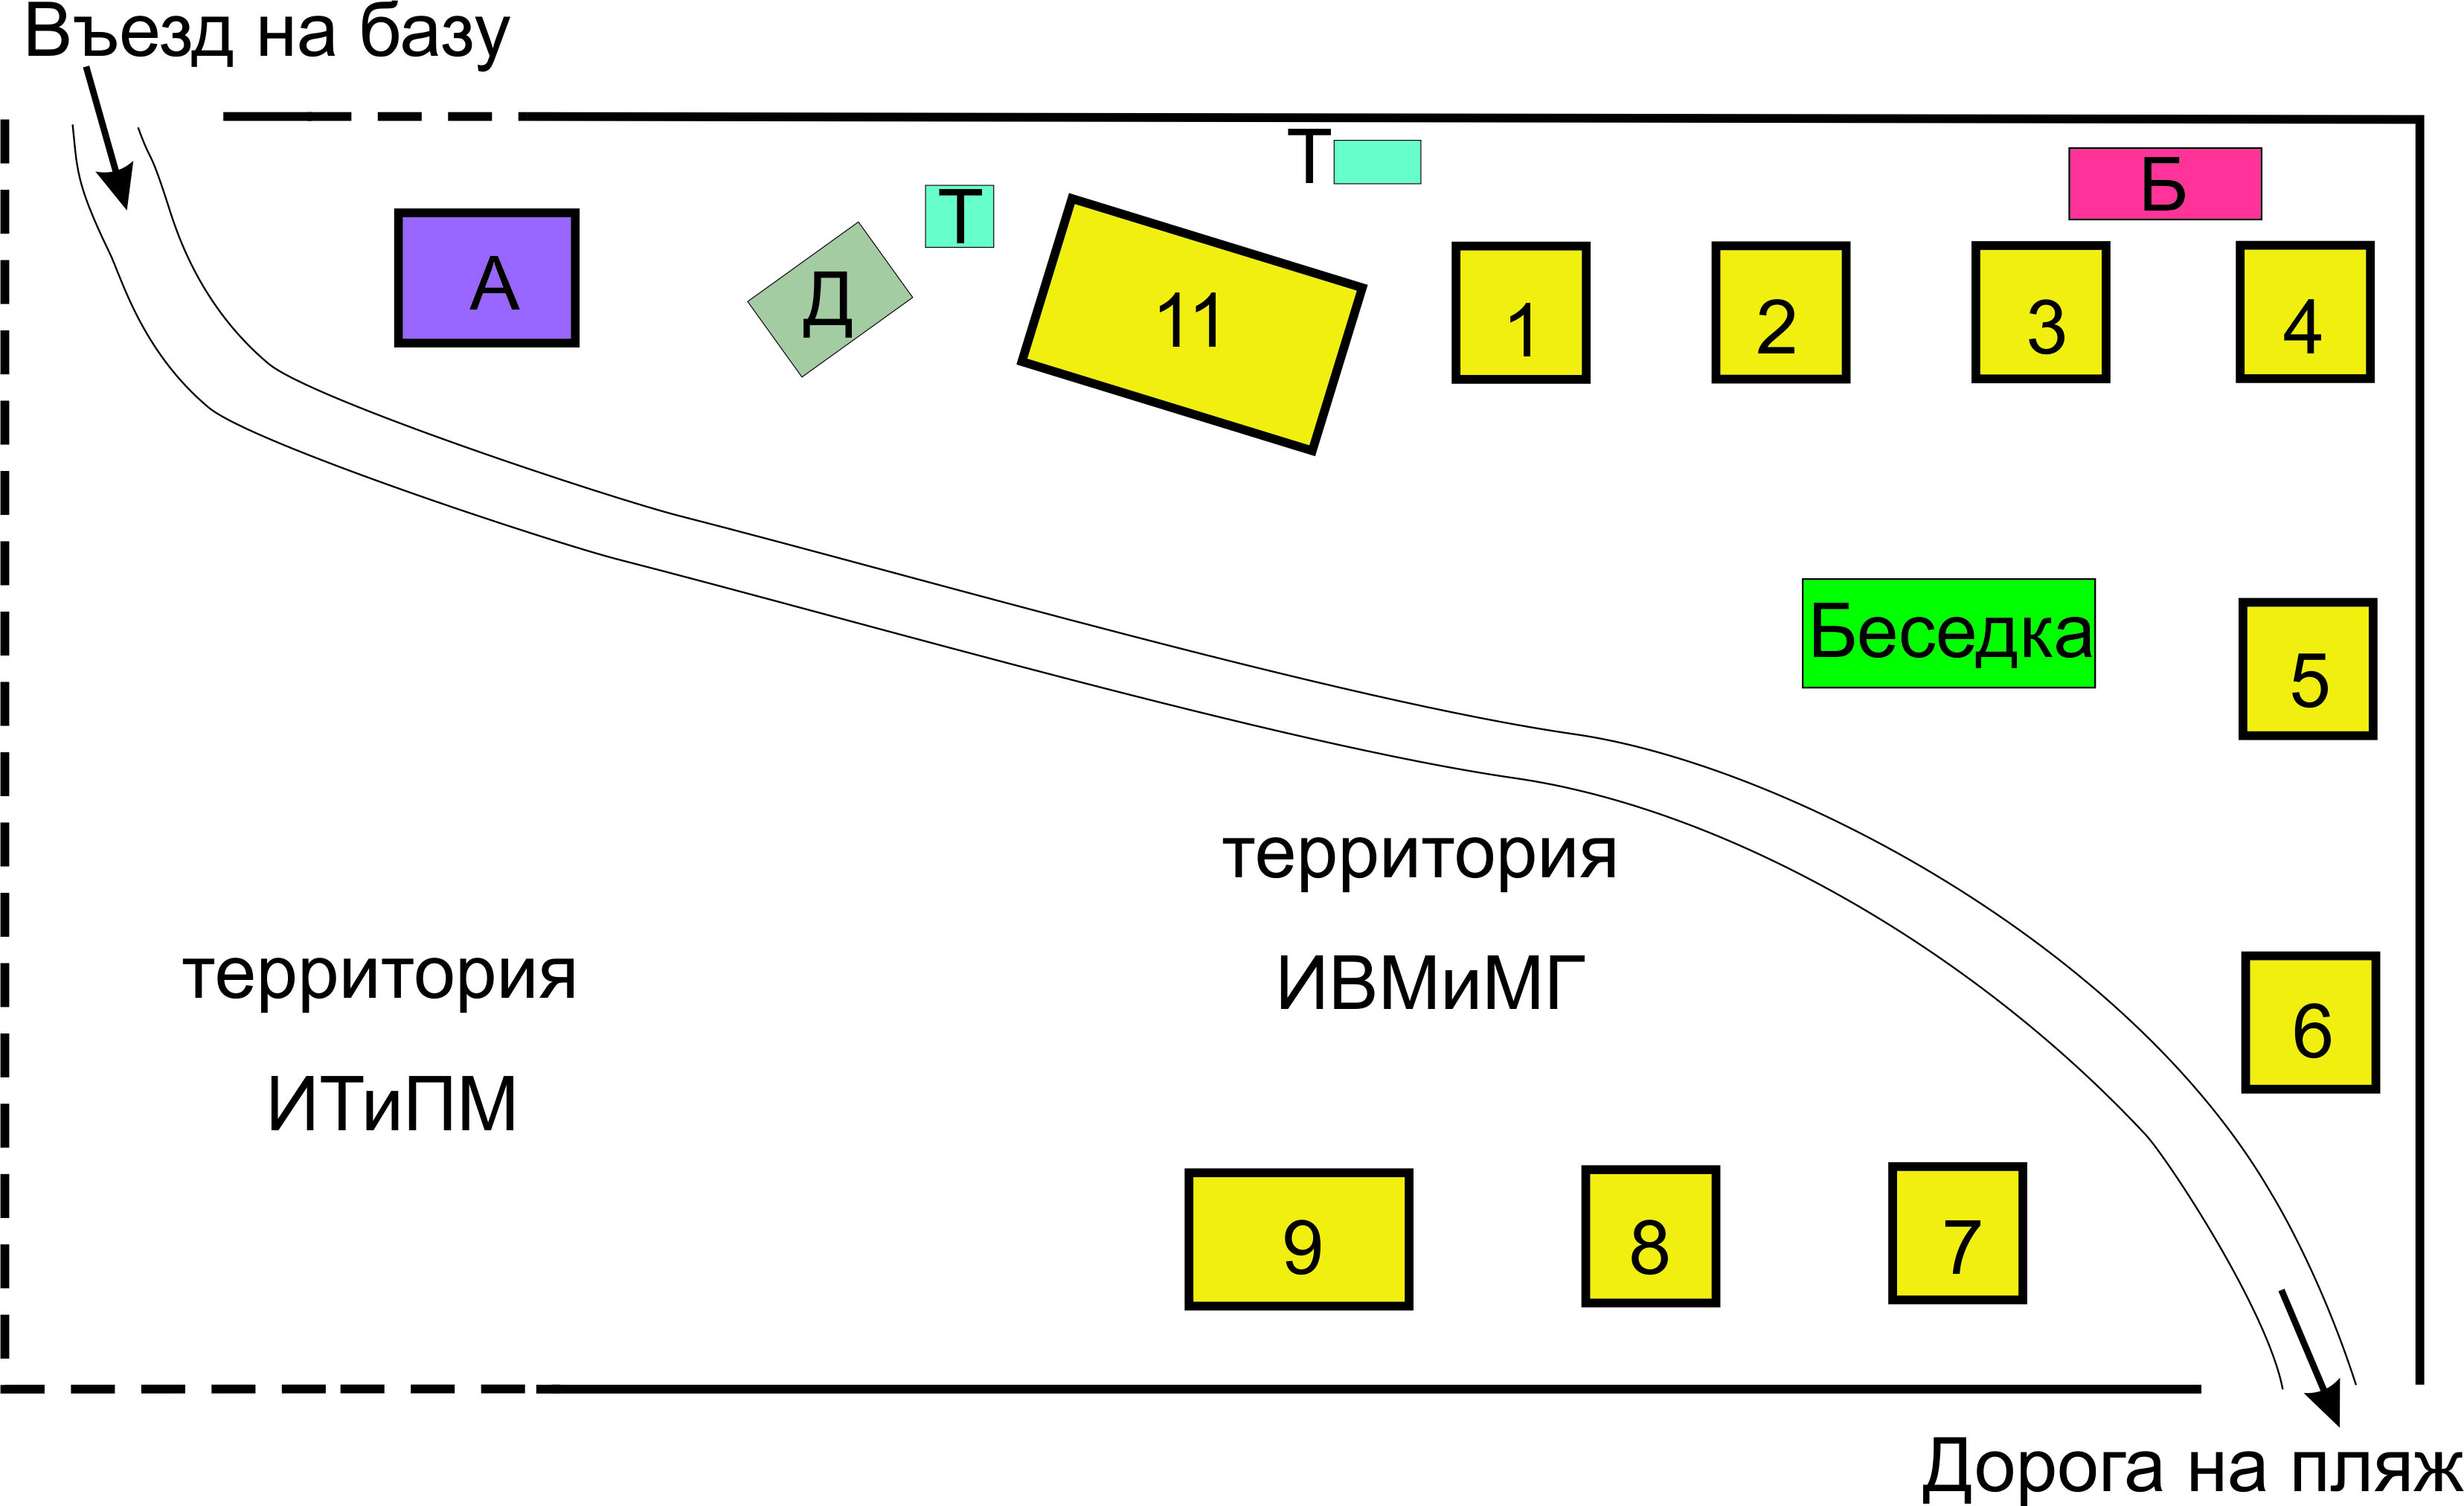 Въезд на базу
Т
Б
Т
А
Д
11
1
2
3
4
Беседка
5
территория
ИВМиМГ
территория
ИТиПМ
6
9
8
7
Дорога на пляж